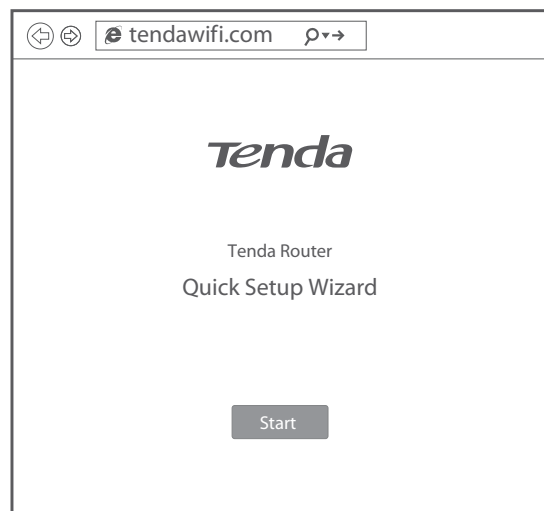 tendawifi.com
Tenda
Tenda Router
Quick Setup Wizard
Start